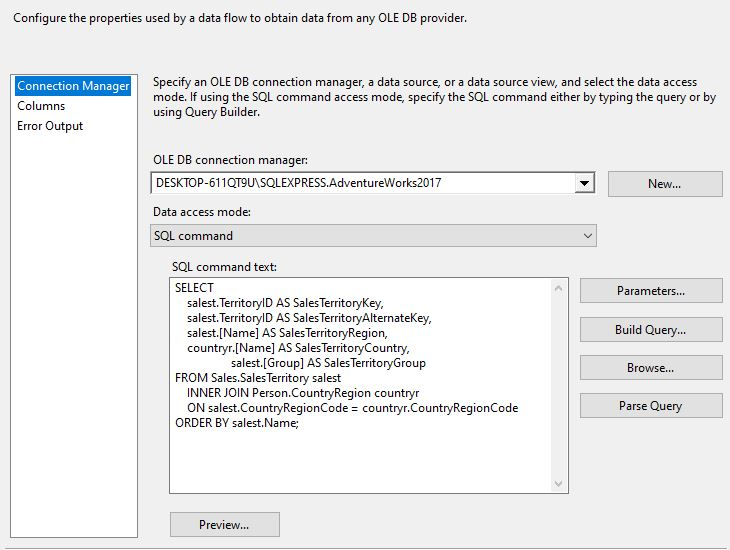 Configure the properties used by a data flow to obtain data from any OLE DB provider.
Connection Manager
Columns
Error Output
Specify an OLE DB connection manager, a data source, or a data source view, and select the data access
mode. If using the SQL command access mode, specify the SQL command either by typing the query or by
using Query Builder.
OLE DB connection manager:
DESKTOP-611QT9U\SQLEXPRESS.AdventureWorks2017
New...
Data access mode:
SQL command
SQL command text:
SELECT
salest.TerritoryID AS SalesTerritoryKey,
salest.TerritoryID AS SalesTerritoryAlternateKey,
salest.[Name] AS SalesTerritoryRegion,
countryr.[Name] AS SalesTerritoryCountry,
salest.[Group] AS SalesTerritoryGroup
FROM Sales.SalesTerritory salest
INNER JOIN Person.CountryRegion countryr
ON salest.CountryRegionCode = countryr.CountryRegionCode
ORDER BY salest.Name;
Parameters...
Build Query...
Browse...
Parse Query
Preview...